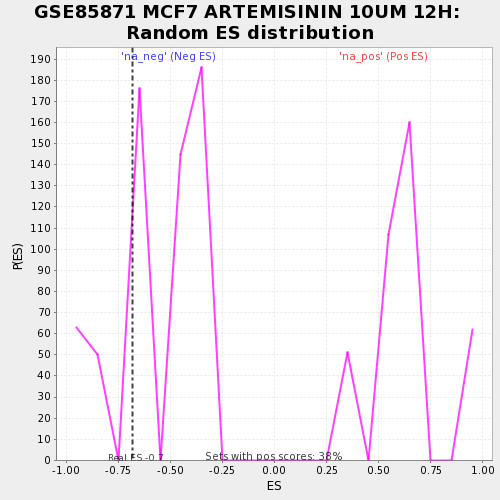 GSE85871 MCF7 ARTEMISININ 10UM 12H:
Random ES distribution
'na_neg' (Neg ES)
'na_pos' (Pos ES)
190
180
170
160
150
140
130
120
110
100
90
80
70
60
50
40
30
20
10
0
P(ES)
Real ES -0.7
Sets with pos scores: 38%
-1.00 -0.75 -0.50 -0.25 0.00 0.25 0.50 0.75 1.00
ES